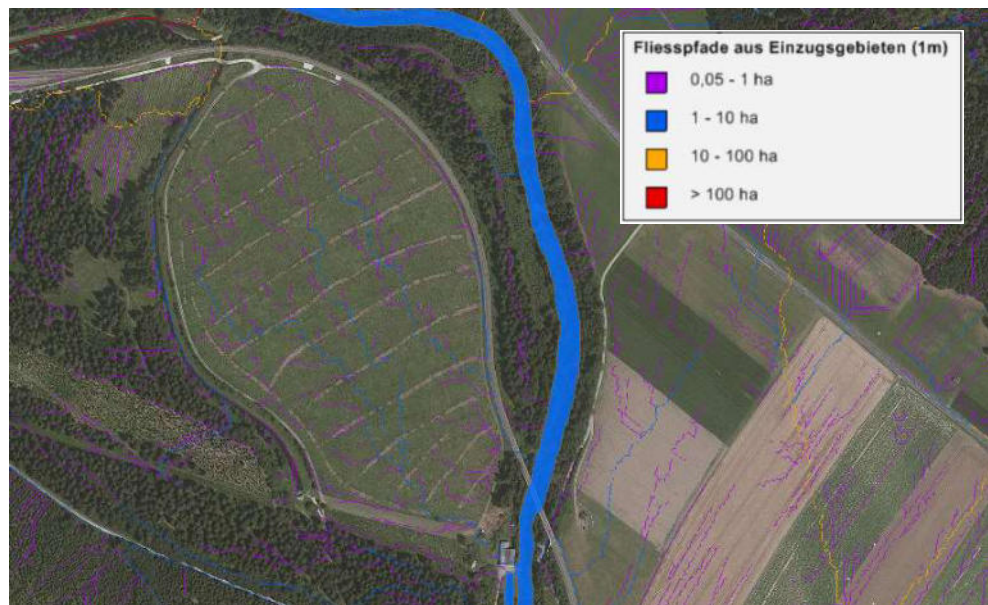 Fliesspfade aus Einzugsgebieten (1m)
0,05 - 1 ha
1 - 10 ha
10 - 100 ha
> 100 ha